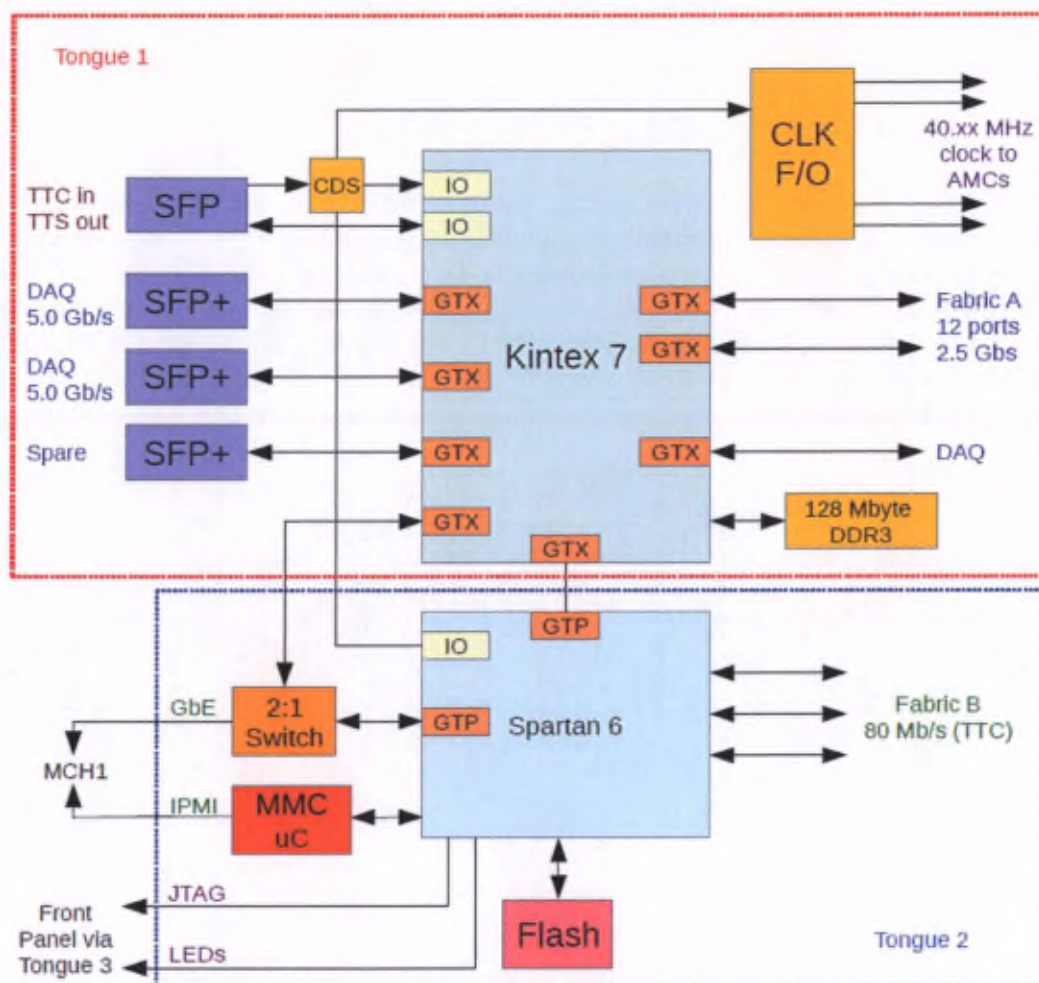 Tongue 1
CLK
F/O
40.xx MHz
clock to
AMCs
TTC in
TTS out
SFP
CDS
IO
IO
DAQ
5.0 Gb/s
SFP+
GTX
GTX
Fabric A
12 ports
2.5 Gbs
Kintex 7
GTX
DAQ
5.0 Gb/s
SFP+
GTX
Spare
SFP+
GTX
GTX
DAQ
GTX
128 Mbyte
DDR3
GTX
GTP
IO
GbE
2:1
Switch
GTP
Spartan 6
Fabric B
80 Mb/s (TTC)
MCH1
IPMI
MMC
uC
JTAG
Front
Panel via
Tongue 3
LEDs
Flash
Tongue 2